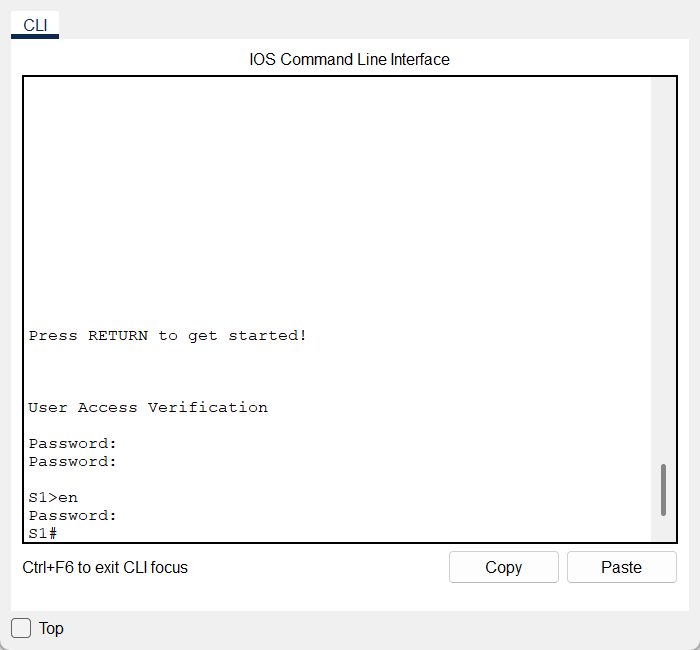 CLI
IOS Command Line Interface
Press RETURN to get started!
User Access Verification
Password:
Password:
S1>en
Password:
S1#
Ctrl+F6 to exit CLI focus
Copy
Paste
Top